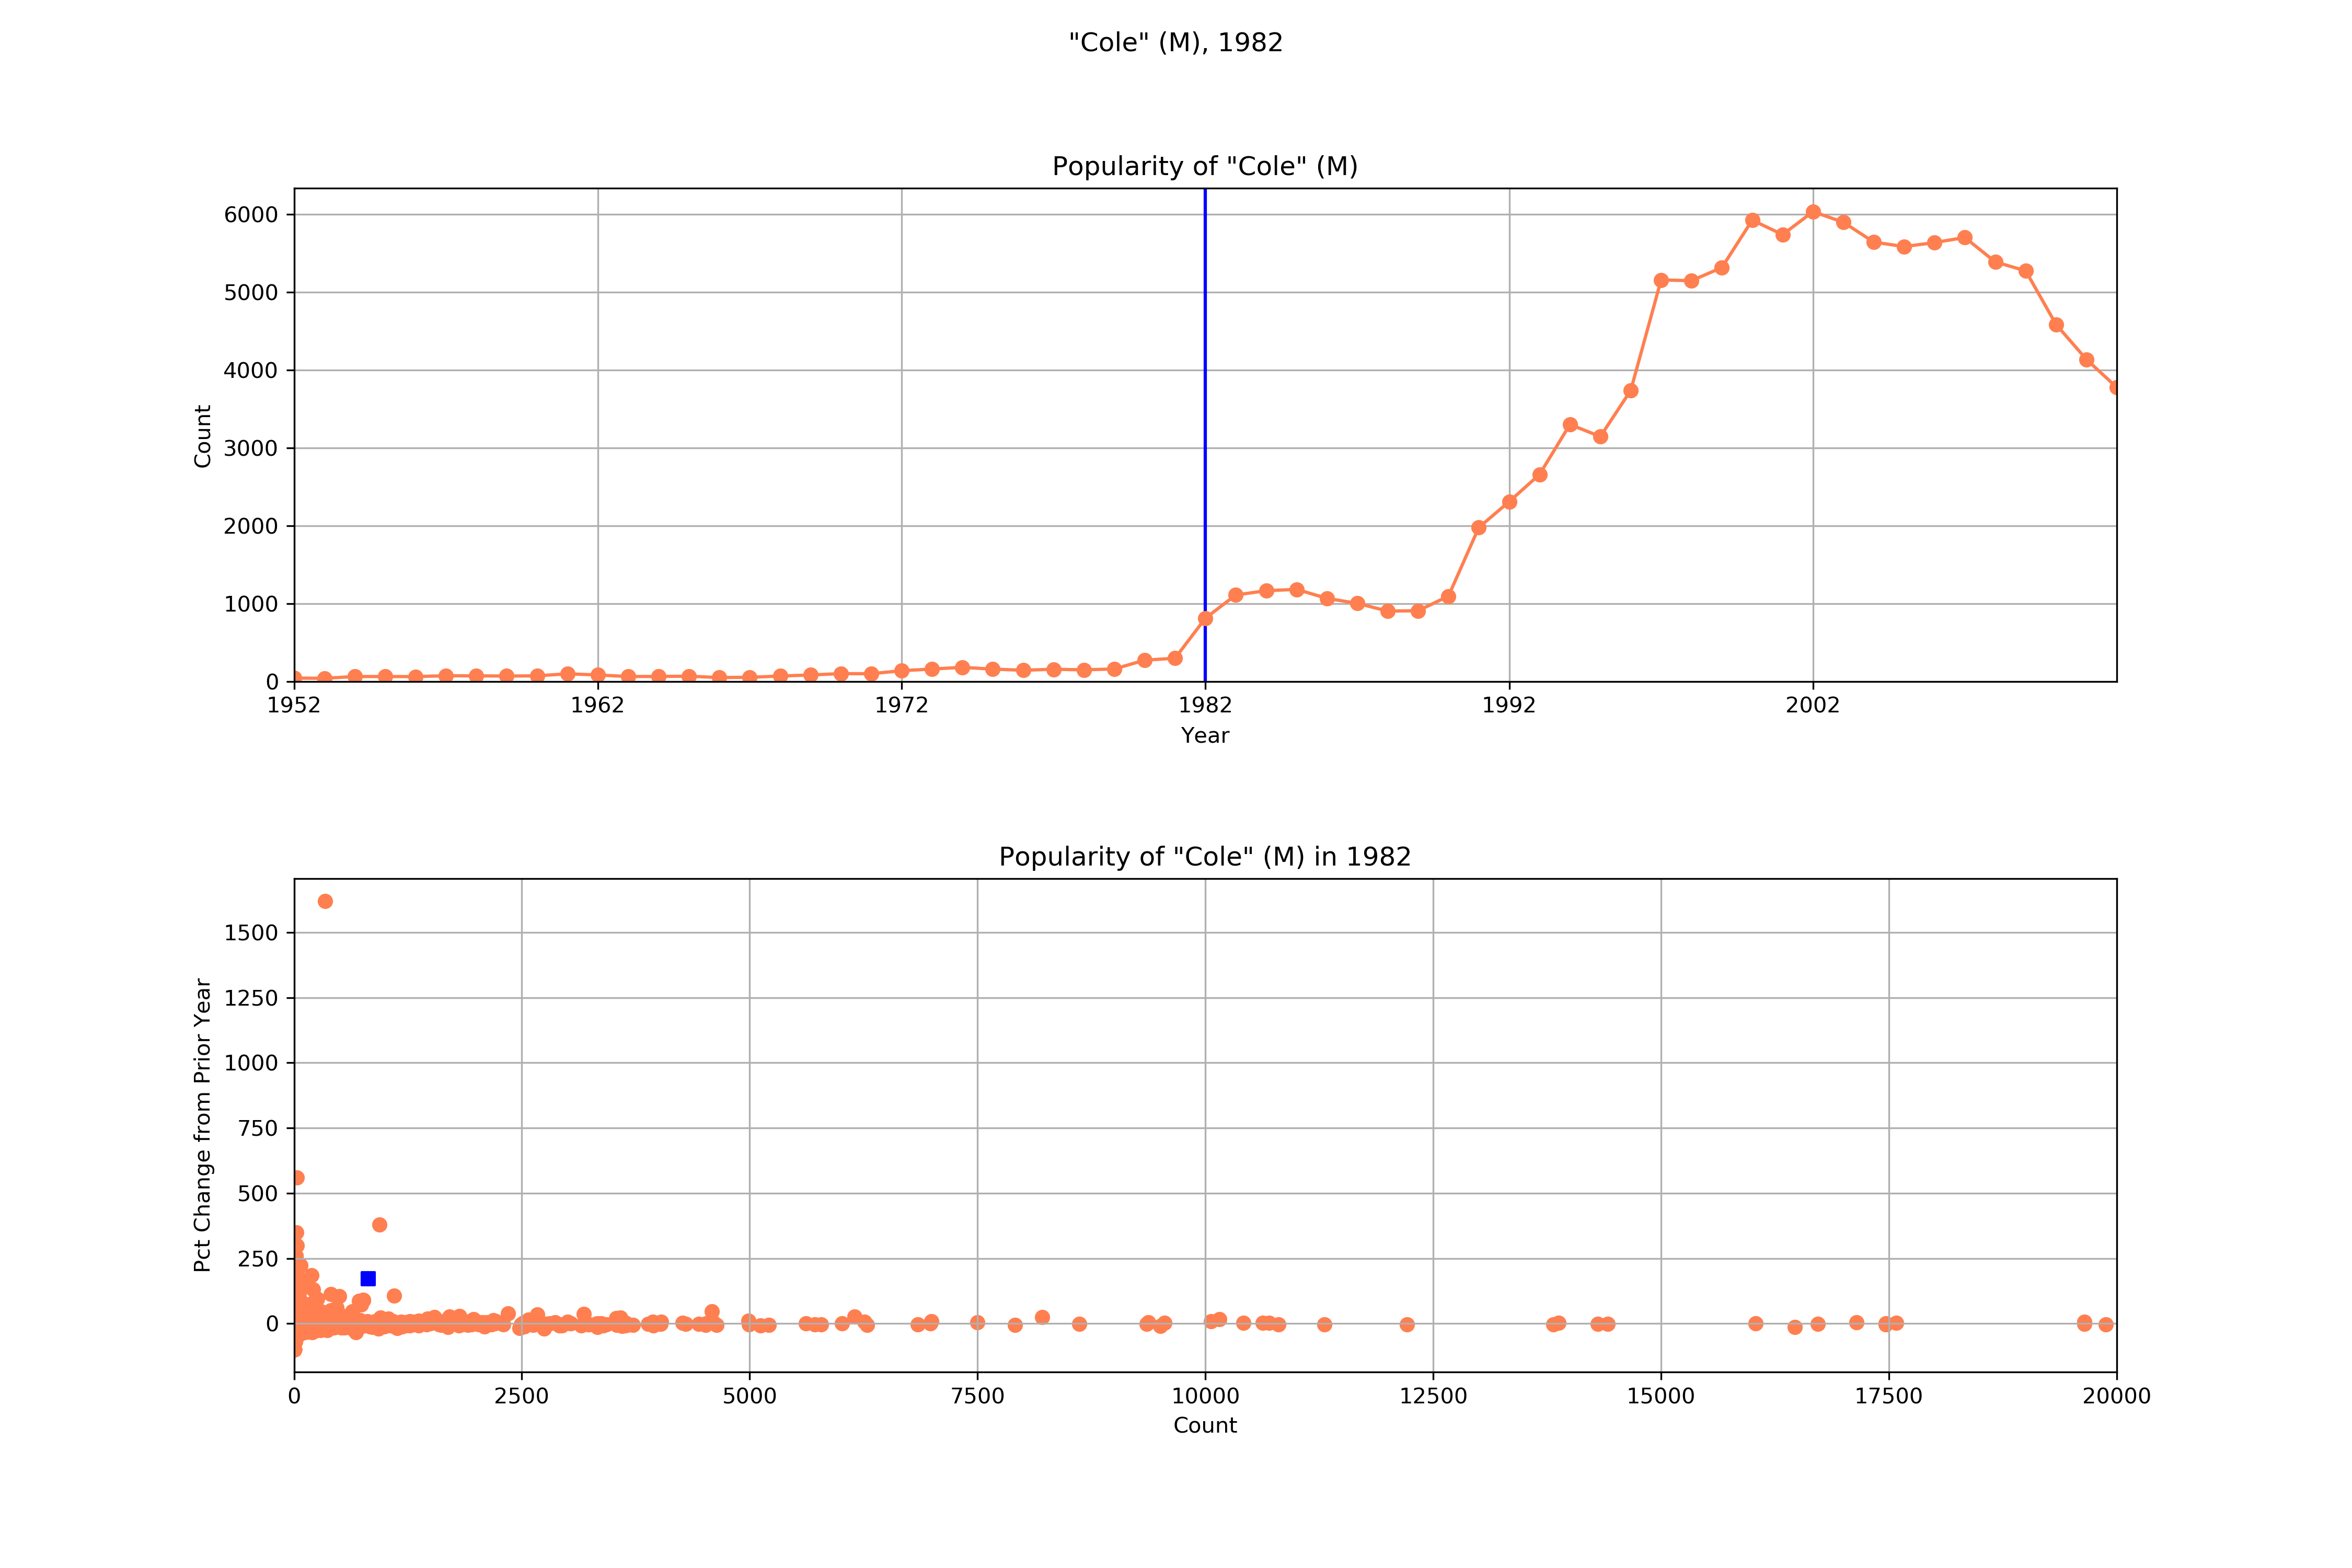 "Cole" (M), 1982
Popularity of "Cole" (M)
6000
5000
4000
3000
2000
1000
0
Count
1952 1962 1972 1982 1992 2002
Year
Popularity of "Cole" (M) in 1982
1500
1250
1000
750
500
250
0
Pct Change from Prior Year
0 2500 5000 7500 10000 12500 15000 17500 20000
Count